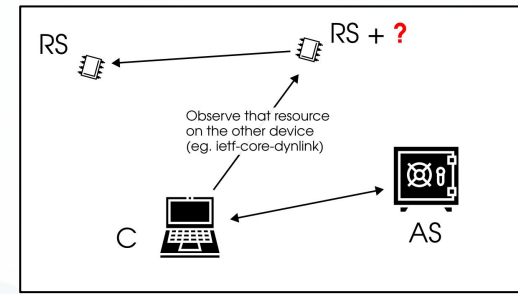 RS
RS + ?
Observe that resource
on the other device
(eg. ietf-core-dynlink)
C
AS